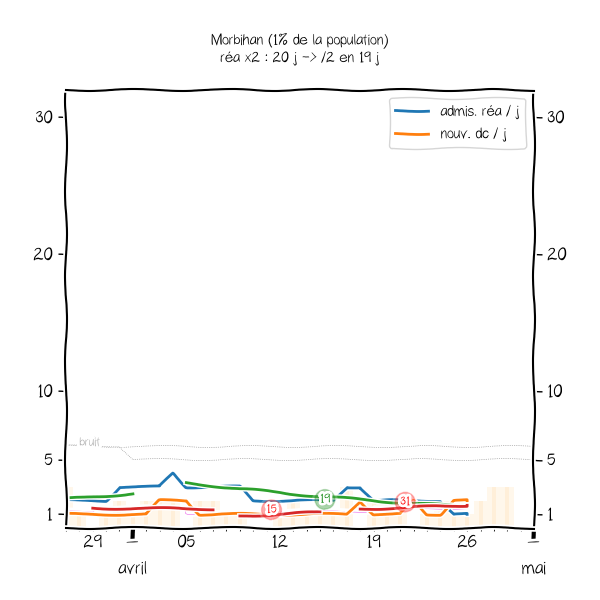 Morbihan (1% de la population)
réa x2 : 20 j -> /2 en 19 j
admis. réa / j
nouv. dc / j
30
30
20
20
10
10
bruit
5
5
15
19
31
1
1
29
05
12
19
26
avril
mai